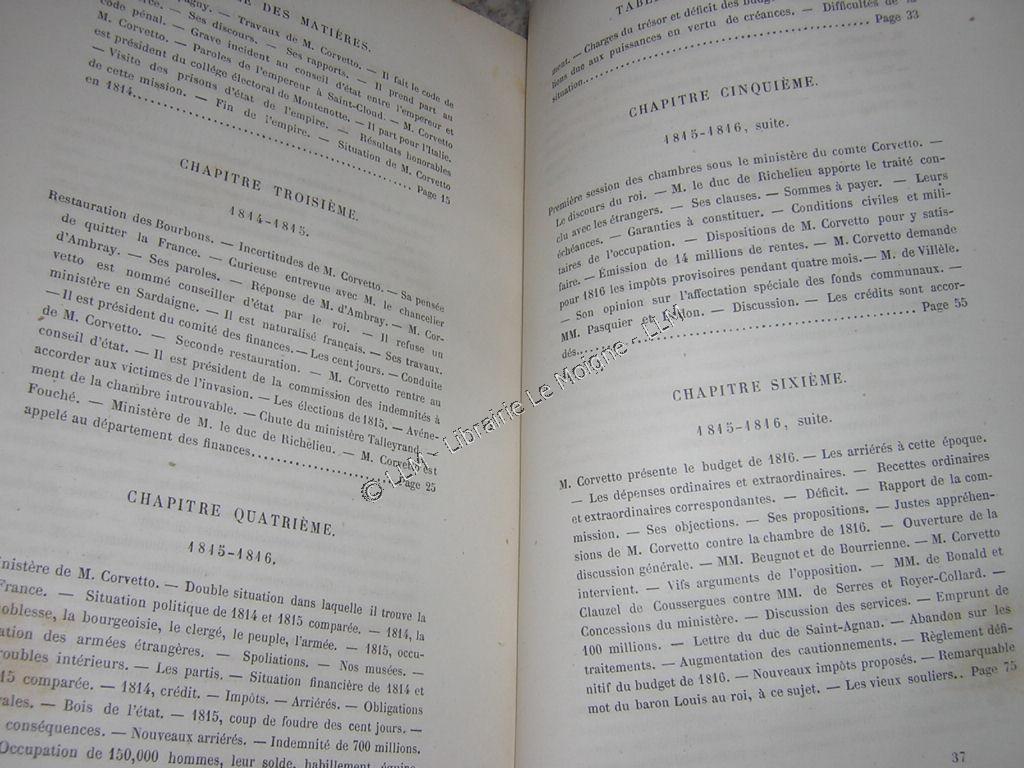 E DES MATIÈRES.
Travaux de M. Corvetto. — Il fait le code de
code pénal. — Ses discours. — Ses rapports. — Il prend part au
Grave incident au conseil d'état entre l'empereur et
M. Corvetto. — Paroles de l'empereur à Saint-Cloud. — M. Corvetto
est président du collége électoral de Montenotte. — Il part pour l'Italie.
— Visite des prisons d'état de l'empire. — Résultats honorables
de cette mission. — Fin de l'empire. — Situation de M. Corvetto
en 1814. Page 15
CHAPITRE TROISIÈME.
1814-1815.
Restauration des Bourbons. — Incertitudes de M. Corvetto. — Sa pensée
de quitter la France. — Curieuse entrevue avec M. le chancelier
d'Ambray. — Ses paroles. — Réponse de M. d'Ambray. — M. Cor-
vetto est nommé conseiller d'état par le roi. — Il refuse un
ministère en Sardaigne. — Il est naturalisé français. — Ses travaux.
— Il est président du comité des finances. — Les cent jours. — Conduite
de M. Corvetto. — Seconde restauration. — M. Corvetto rentre au
conseil d'état. — Il est président de la commission des indemnités à
accorder aux victimes de l'invasion. — Les élections de 1815. — Avéne-
ment de la chambre introuvable. — Chute du ministère Talleyrand
Fouché. — Ministère de M. le duc de Richelieu. — M. Corvetto est
appelé au département des finances. Page 25
CHAPITRE QUATRIÈME.
1815-1816.
nistère de M. Corvetto. — Double situation dans laquelle il trouve la
France. — Situation politique de 1814 et 1815 comparée. — 1814, la
noblesse, la bourgeoisie, le clergé, le peuple, l'armée. — 1815, occu-
ation des armées étrangères. — Spoliations. — Nos musées. —
roubles intérieurs. — Les partis. — Situation financière de 1814 et
15 comparée. — 1814, crédit. — Impôts. — Arriérés. — Obligations
ales. — Bois de l'état. — 1815, coup de foudre des cent jours. —
conséquences. — Nouveaux arriérés. — Indemnité de 700 millions.
Occupation de 150,000 hommes, leur solde, habillement
TABLE
ment. — Charges du trésor et déficit des budg
tions due aux puissances en vertu de créances. — Difficultés de la
situation. Page 33
CHAPITRE CINQUIÈME.
1815-1816, suite.
Première session des chambres sous le ministère du comte Corvetto. —
Le discours du roi. — M. le duc de Richelieu apporte le traité con-
clu avec les étrangers. — Ses clauses. — Sommes à payer. — Leurs
échéances. — Garanties à constituer. — Conditions civiles et mili-
taires de l'occupation. — Dispositions de M. Corvetto pour y satis-
faire. — Emission de 14 millions de rentes. — M. Corvetto demande
pour 1816 les impôts provisoires pendant quatre mois. — M. de Villèle.
— Son opinion sur l'affectation spéciale des fonds communaux. —
MM. Pasquier et — Discussion. — Les crédits sont accor-
dés. Page 55
CHAPITRE SIXIÈME.
1815-1816, suite.
M. Corvetto présente le budget de 1816. — Les arriérés à cette époque.
— Les dépenses ordinaires et extraordinaires. — Recettes ordinaires
et extraordinaires correspondantes. — Déficit. — Rapport de la com-
mission. — Ses objections. — Ses propositions. — Justes appréhen-
sions de M. Corvetto contre la chambre de 1816. — Ouverture de la
discussion générale. — MM. Beugnot et de Bourrienne. — M. Corvetto
intervient. — Vifs arguments de l'opposition. — MM. de Bonald et
Clauzel de Coussergues contre MM. de Serres et Royer-Collard. —
Concessions du ministère. — Discussion des services. — Emprunt de
100 millions. — Lettre du duc de Saint-Agnan. — Abandon sur les
traitements. — Augmentation des cautionnements. — Règlement défi-
nitif du budget de 1816. — Nouveaux impôts proposés. — Remarquable
mot du baron Louis au roi, à ce sujet. — Les vieux souliers. Page 75
37
© LLM - Librairie Le Moigne - LLM